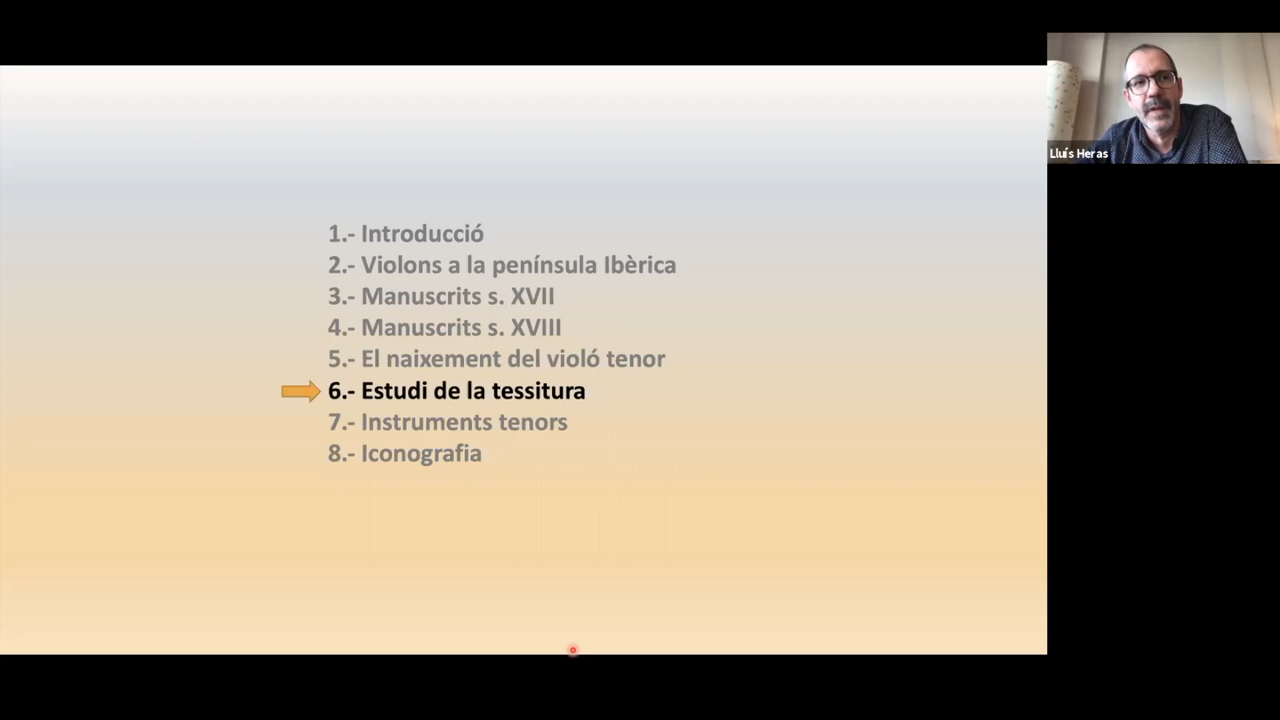 1.- Introducció
2.- Violons a la península Ibèrica
3.- Manuscrits s. XVII
4.- Manuscrits s. XVIII
5.- El naixement del violó tenor
6.- Estudi de la tessitura
7.- Instruments tenors
8.- Iconografia
Lluís Heras